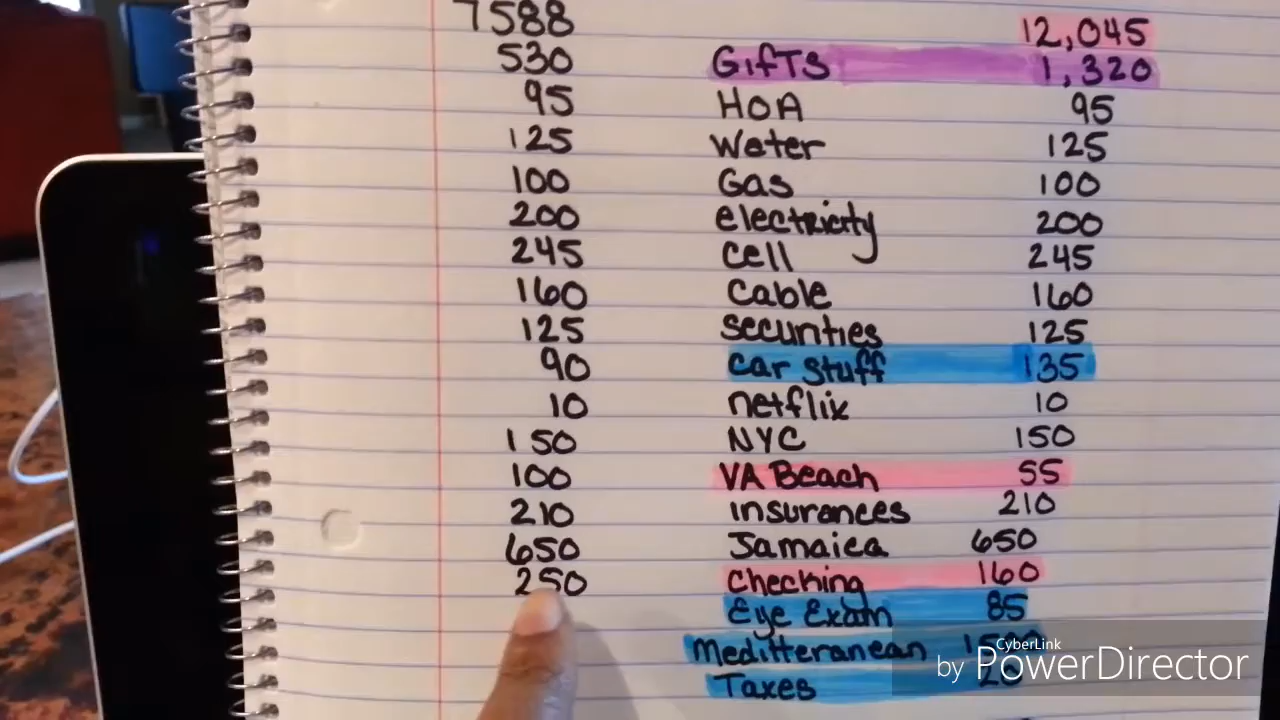 7588 12,045
530 GifTS 1,320
95 HOA 95
125 Water 125
100 Gas 100
200 electricity 200
245 cell 245
160 cable 160
125 securities 125
90 car stuff 135
10 netflix 10
150 NYC 150
100 VA Beach 55
210 insurances 210
650 Jamaica 650
250 checking 160
Eye Exam 85
Meditteranean
Taxes 20
CyberLink
by PowerDirector